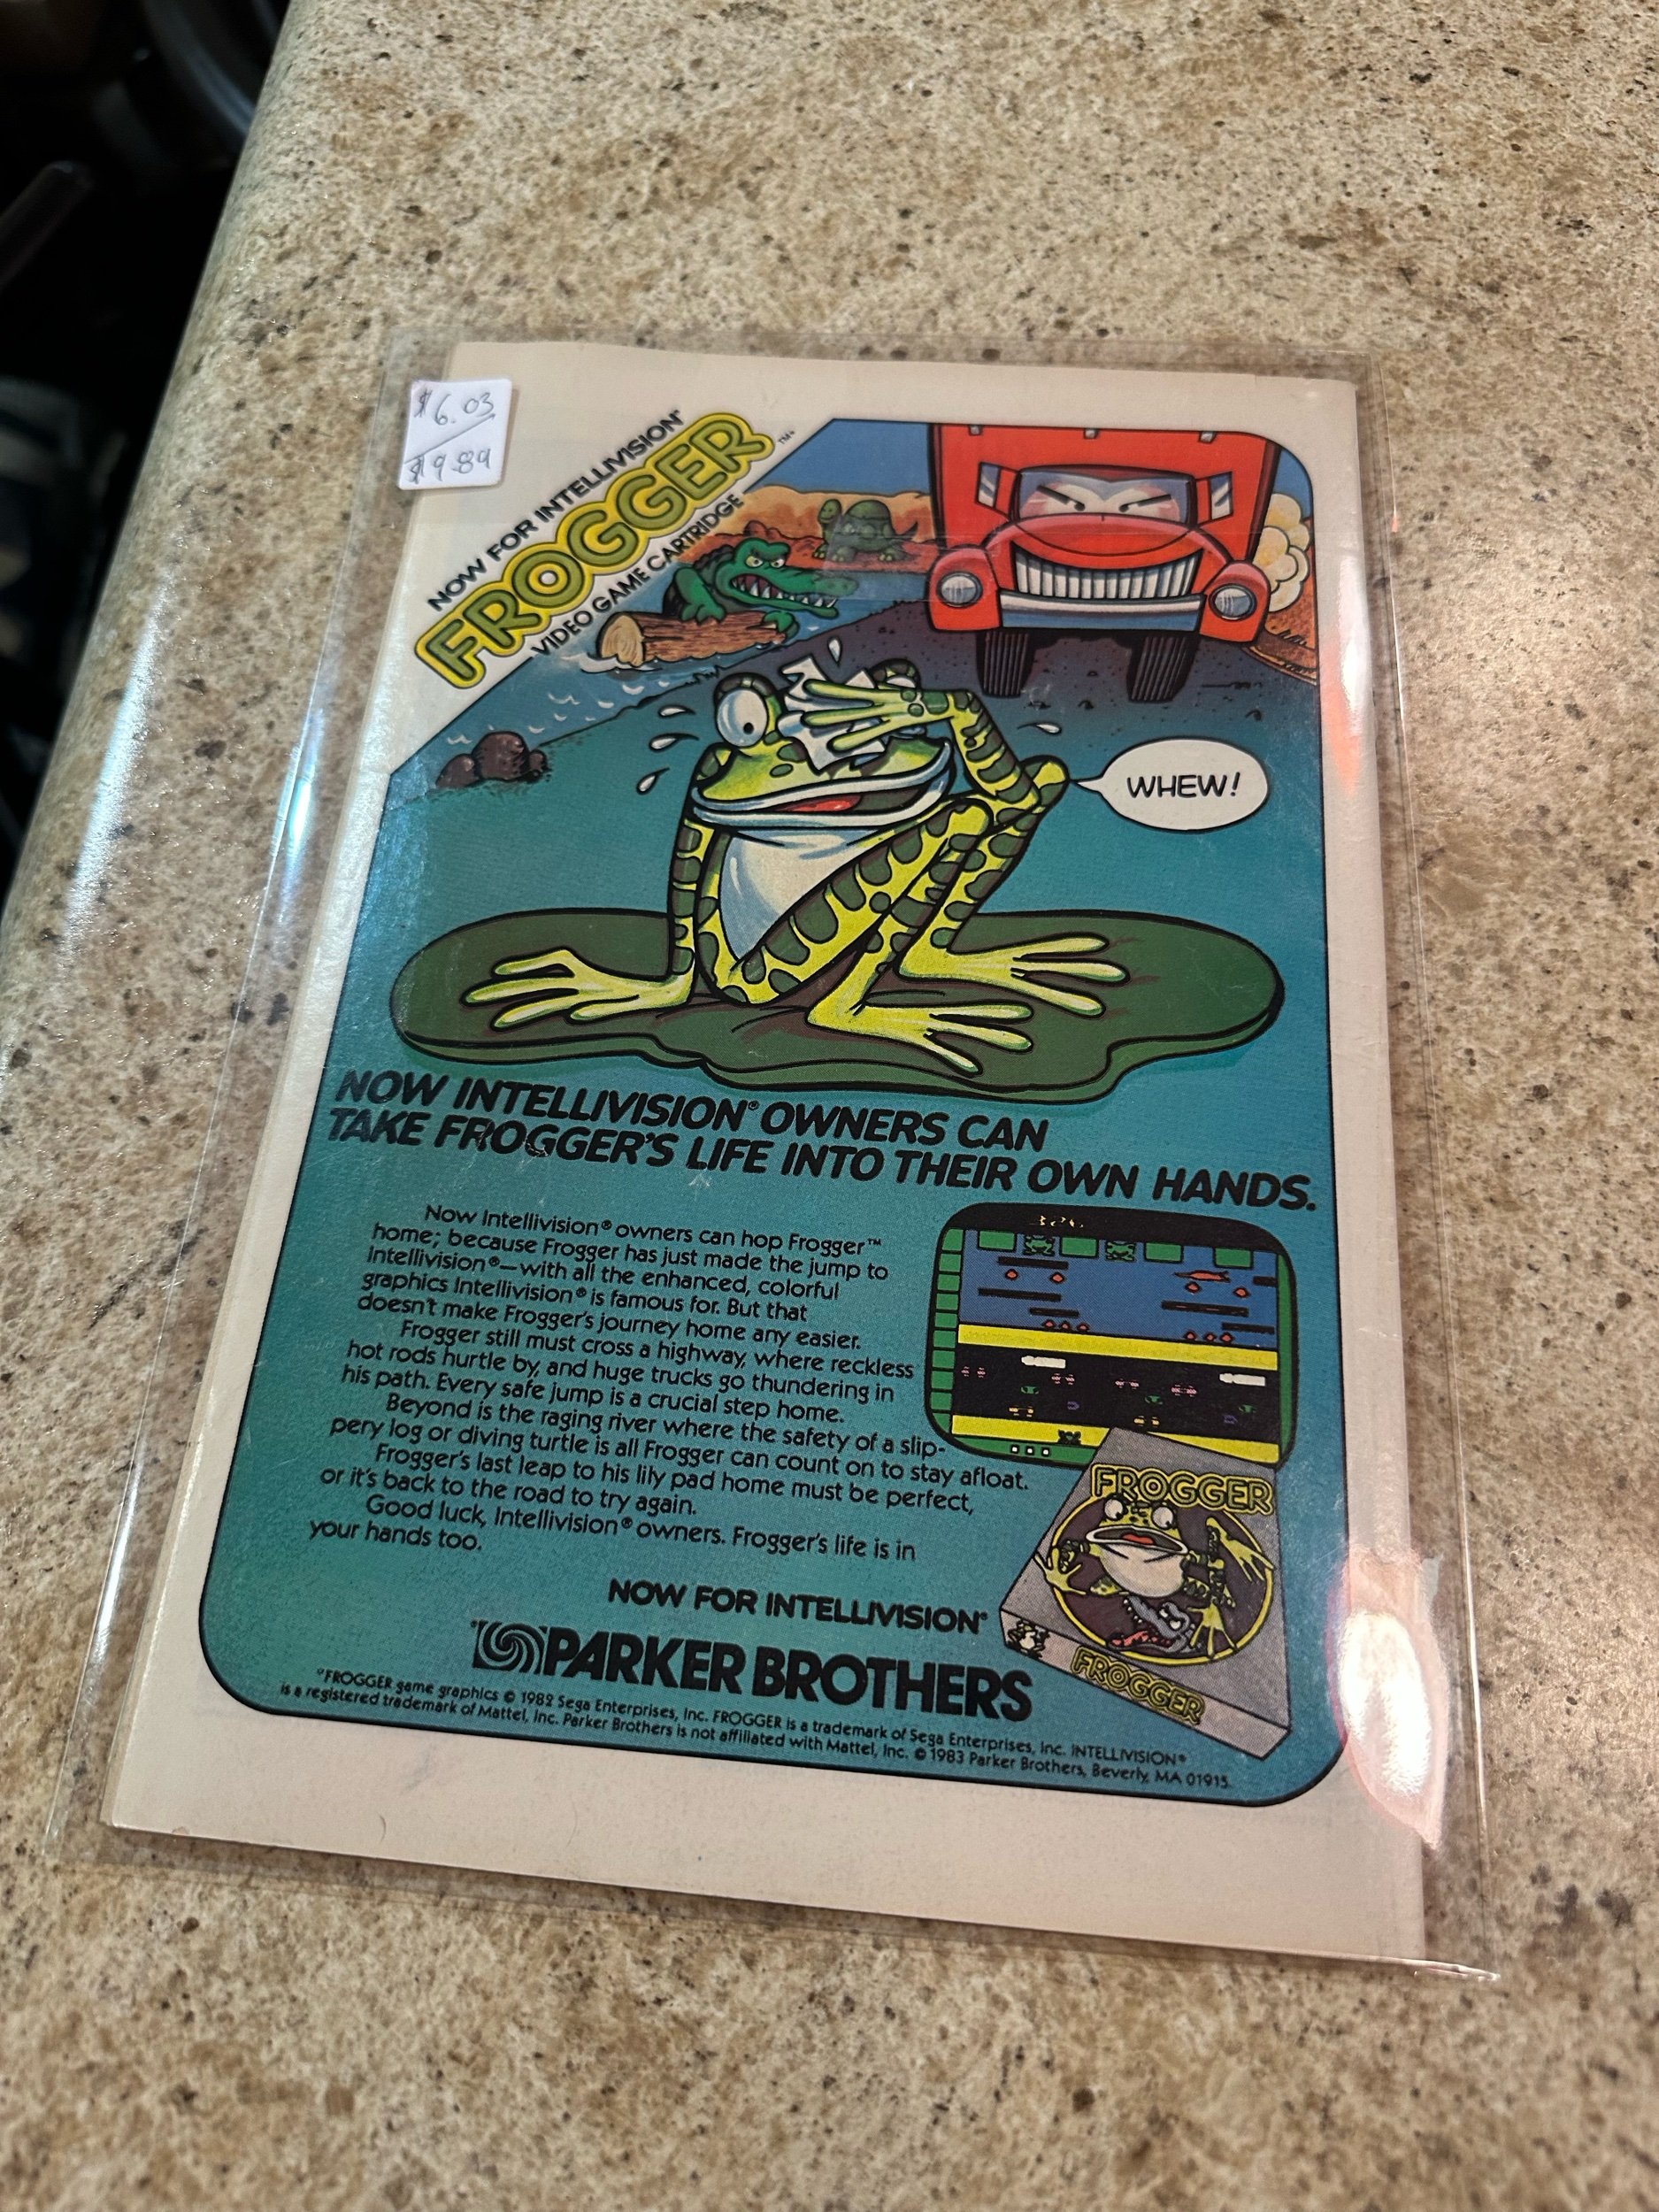 $6.03
$9.89
NOW FOR INTELLIVISION®
FROGGER™
VIDEO GAME CARTRIDGE
WHEW!
NOW INTELLIVISION® OWNERS CAN
TAKE FROGGER'S LIFE INTO THEIR OWN HANDS.
Now Intellivision® owners can hop Frogger™
home; because Frogger has just made the jump to
Intellivision®—with all the enhanced, colorful
graphics Intellivision® is famous for. But that
doesn't make Frogger's journey home any easier.
Frogger still must cross a highway, where reckless
hot rods hurtle by, and huge trucks go thundering in
his path. Every safe jump is a crucial step home.
Beyond is the raging river where the safety of a slip-
pery log or diving turtle is all Frogger can count on to stay afloat.
Frogger's last leap to his lily pad home must be perfect,
or it's back to the road to try again.
Good luck, Intellivision® owners. Frogger's life is in
your hands too.
FROGGER
FROGGER
NOW FOR INTELLIVISION®
PARKER BROTHERS
°FROGGER game graphics © 1982 Sega Enterprises, Inc. FROGGER is a trademark of Sega Enterprises, Inc. INTELLIVISION®
is a registered trademark of Mattel, Inc. Parker Brothers is not affiliated with Mattel, Inc. © 1983 Parker Brothers, Beverly, MA 01915.